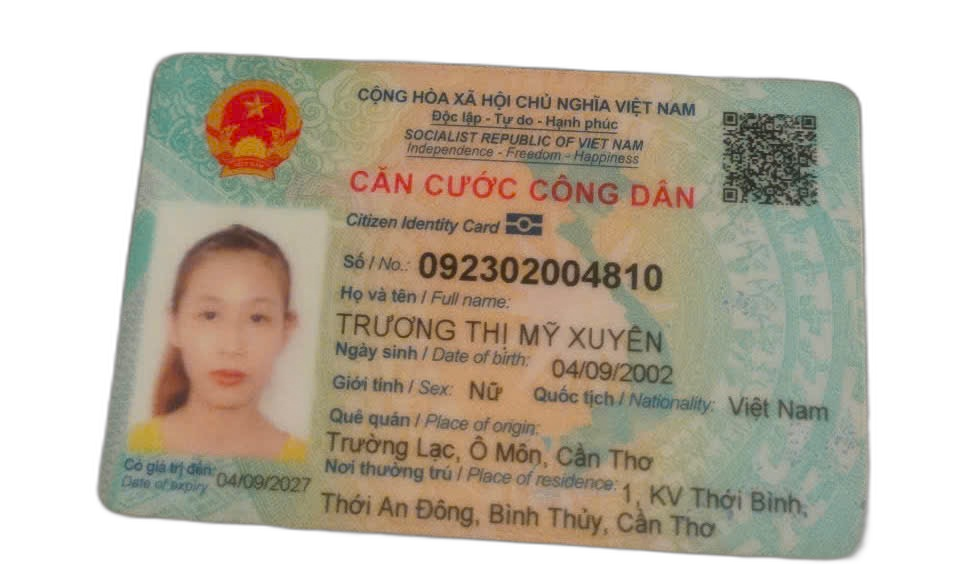 CỘNG HÒA XÃ HỘI CHỦ NGHĨA VIỆT NAM
Độc lập - Tự do - Hạnh phúc
SOCIALIST REPUBLIC OF VIET NAM
Independence - Freedom - Happiness
CĂN CƯỚC CÔNG DÂN
Citizen Identity Card
Số / No.: 092302004810
Họ và tên / Full name:
TRƯƠNG THỊ MỸ XUYÊN
Ngày sinh / Date of birth: 04/09/2002
Giới tính / Sex: Nữ Quốc tịch / Nationality: Việt Nam
Quê quán / Place of origin:
Trường Lạc, Ô Môn, Cần Thơ
Nơi thường trú / Place of residence: 1, KV Thới Bình,
Thới An Đông, Bình Thủy, Cần Thơ
Có giá trị đến: 04/09/2027
Date of expiry